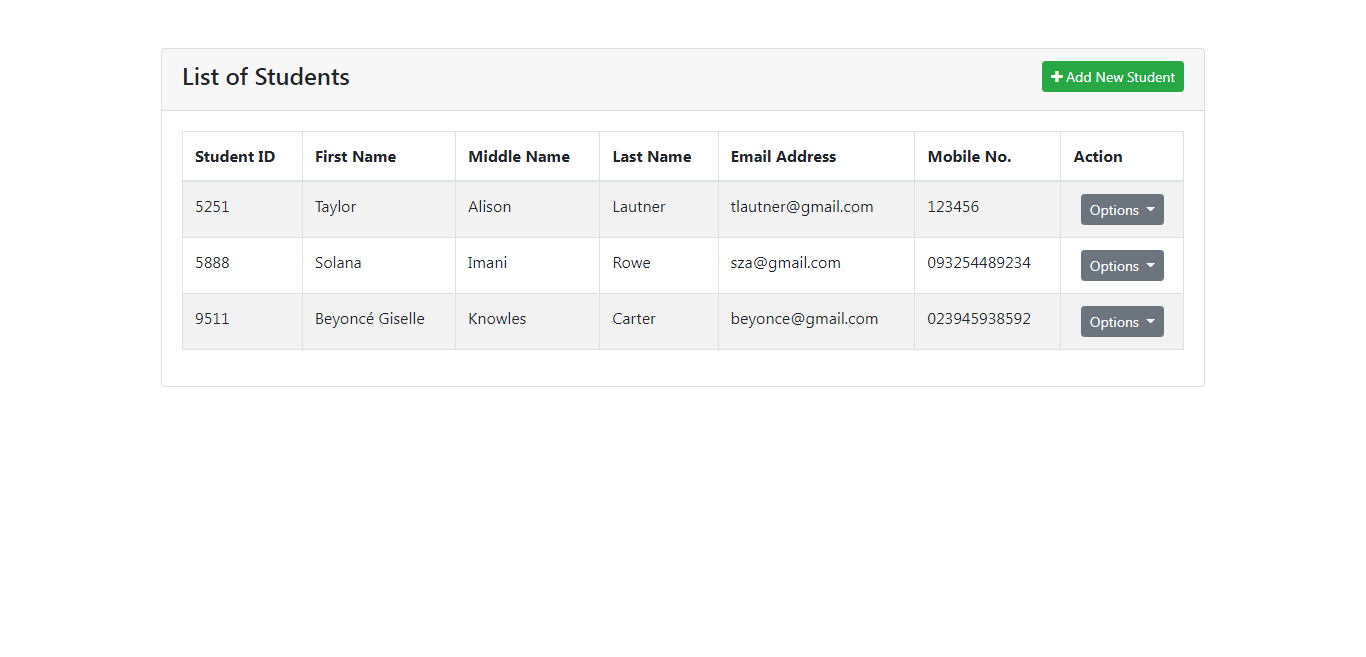 List of Students
Add New Student
Student ID First Name Middle Name Last Name Email Address Mobile No. Action
5251 Taylor Alison Lautner tlautner@gmail.com 123456 Options
5888 Solana Imani Rowe sza@gmail.com 093254489234 Options
9511 Beyoncé Giselle Knowles Carter beyonce@gmail.com 023945938592 Options